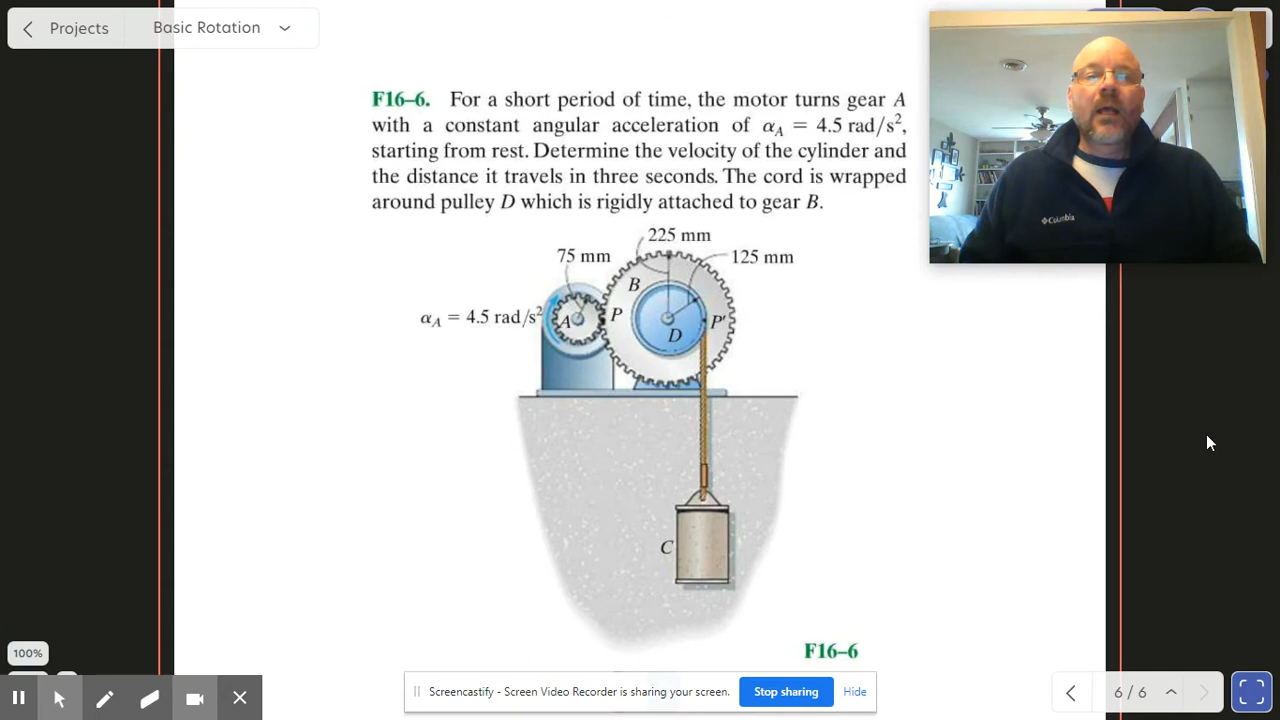 Projects
Basic Rotation
F16–6. For a short period of time, the motor turns gear A
with a constant angular acceleration of αA = 4.5 rad/s²,
starting from rest. Determine the velocity of the cylinder and
the distance it travels in three seconds. The cord is wrapped
around pulley D which is rigidly attached to gear B.
225 mm
75 mm
125 mm
B
αA = 4.5 rad/s²
A
P
P'
D
C
F16–6
Columbia
100%
Screencastify - Screen Video Recorder is sharing your screen.
Stop sharing
Hide
6 / 6